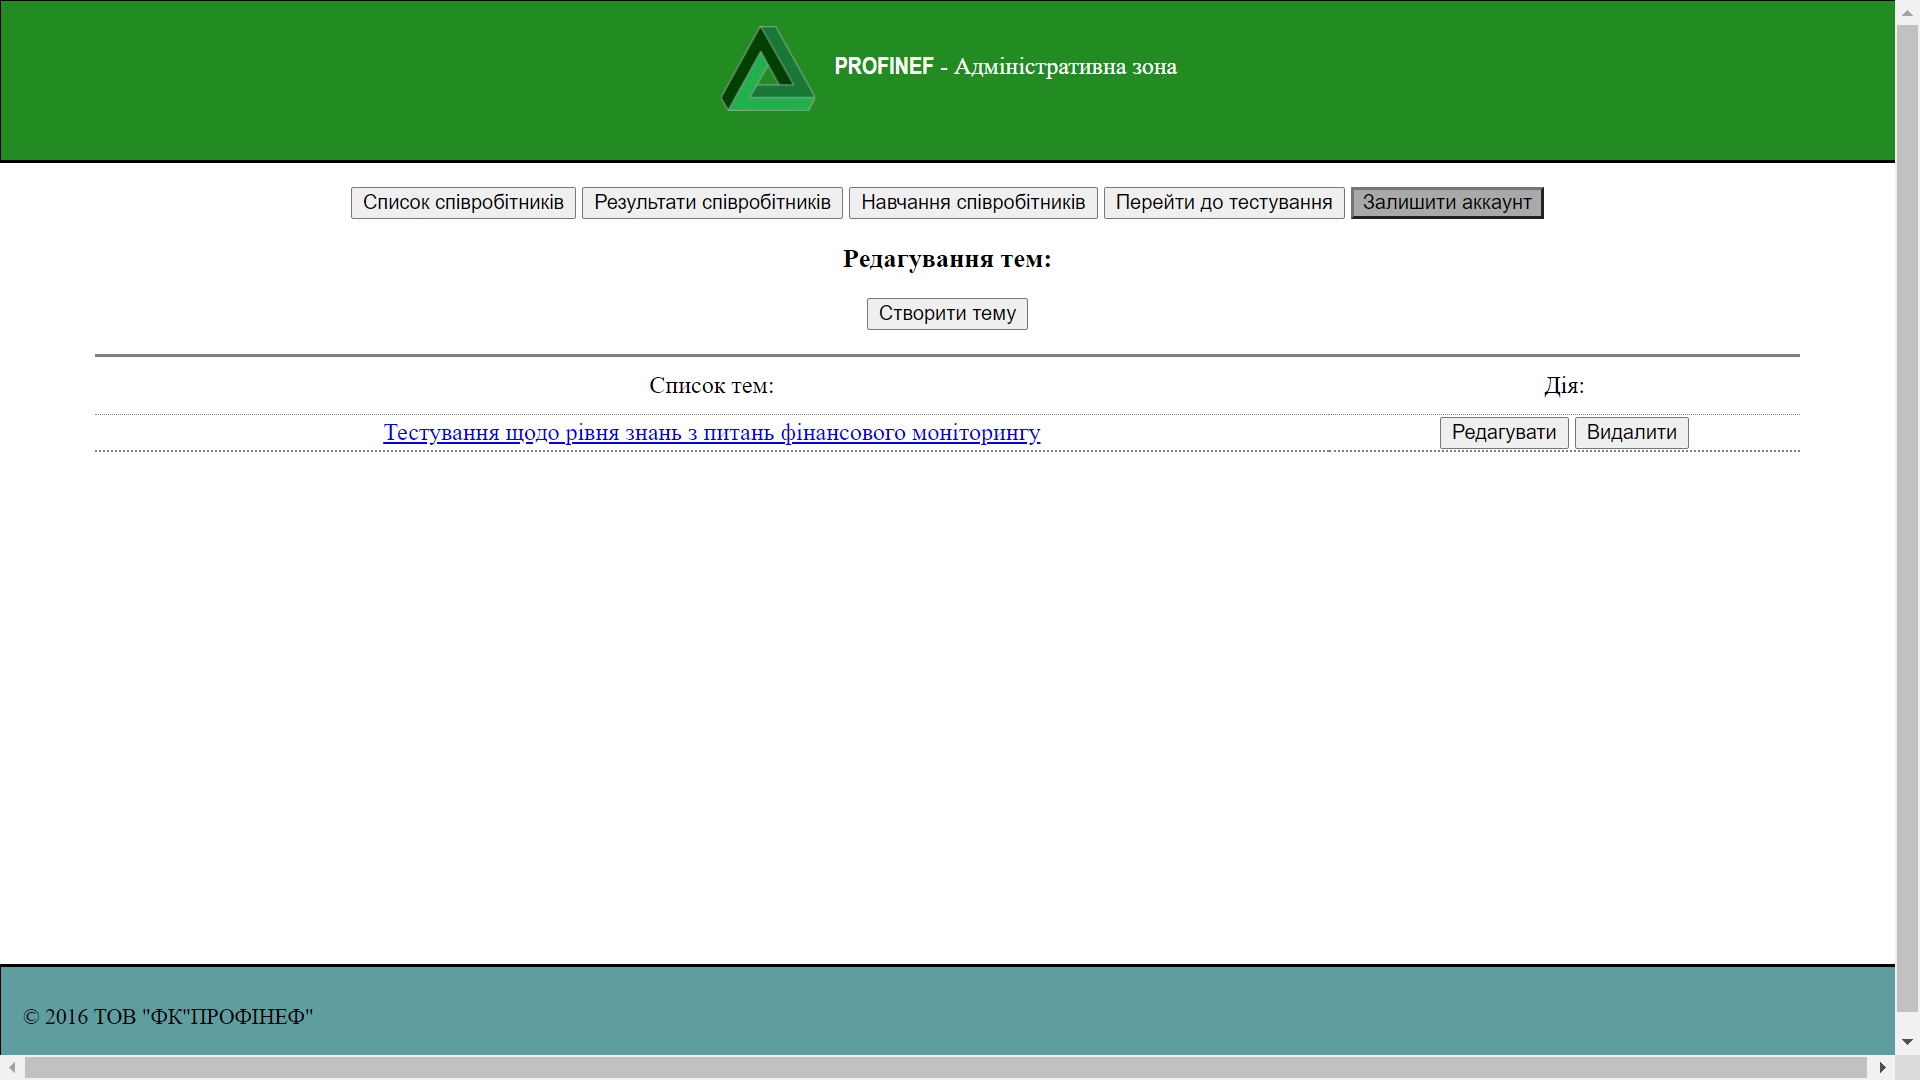 PROFINEF - Адміністративна зона
Список співробітників Результати співробітників Навчання співробітників Перейти до тестування Залишити аккаунт
Редагування тем:
Створити тему
Список тем: Дія:
Тестування щодо рівня знань з питань фінансового моніторингу Редагувати Видалити
© 2016 ТОВ "ФК"ПРОФІНЕФ"